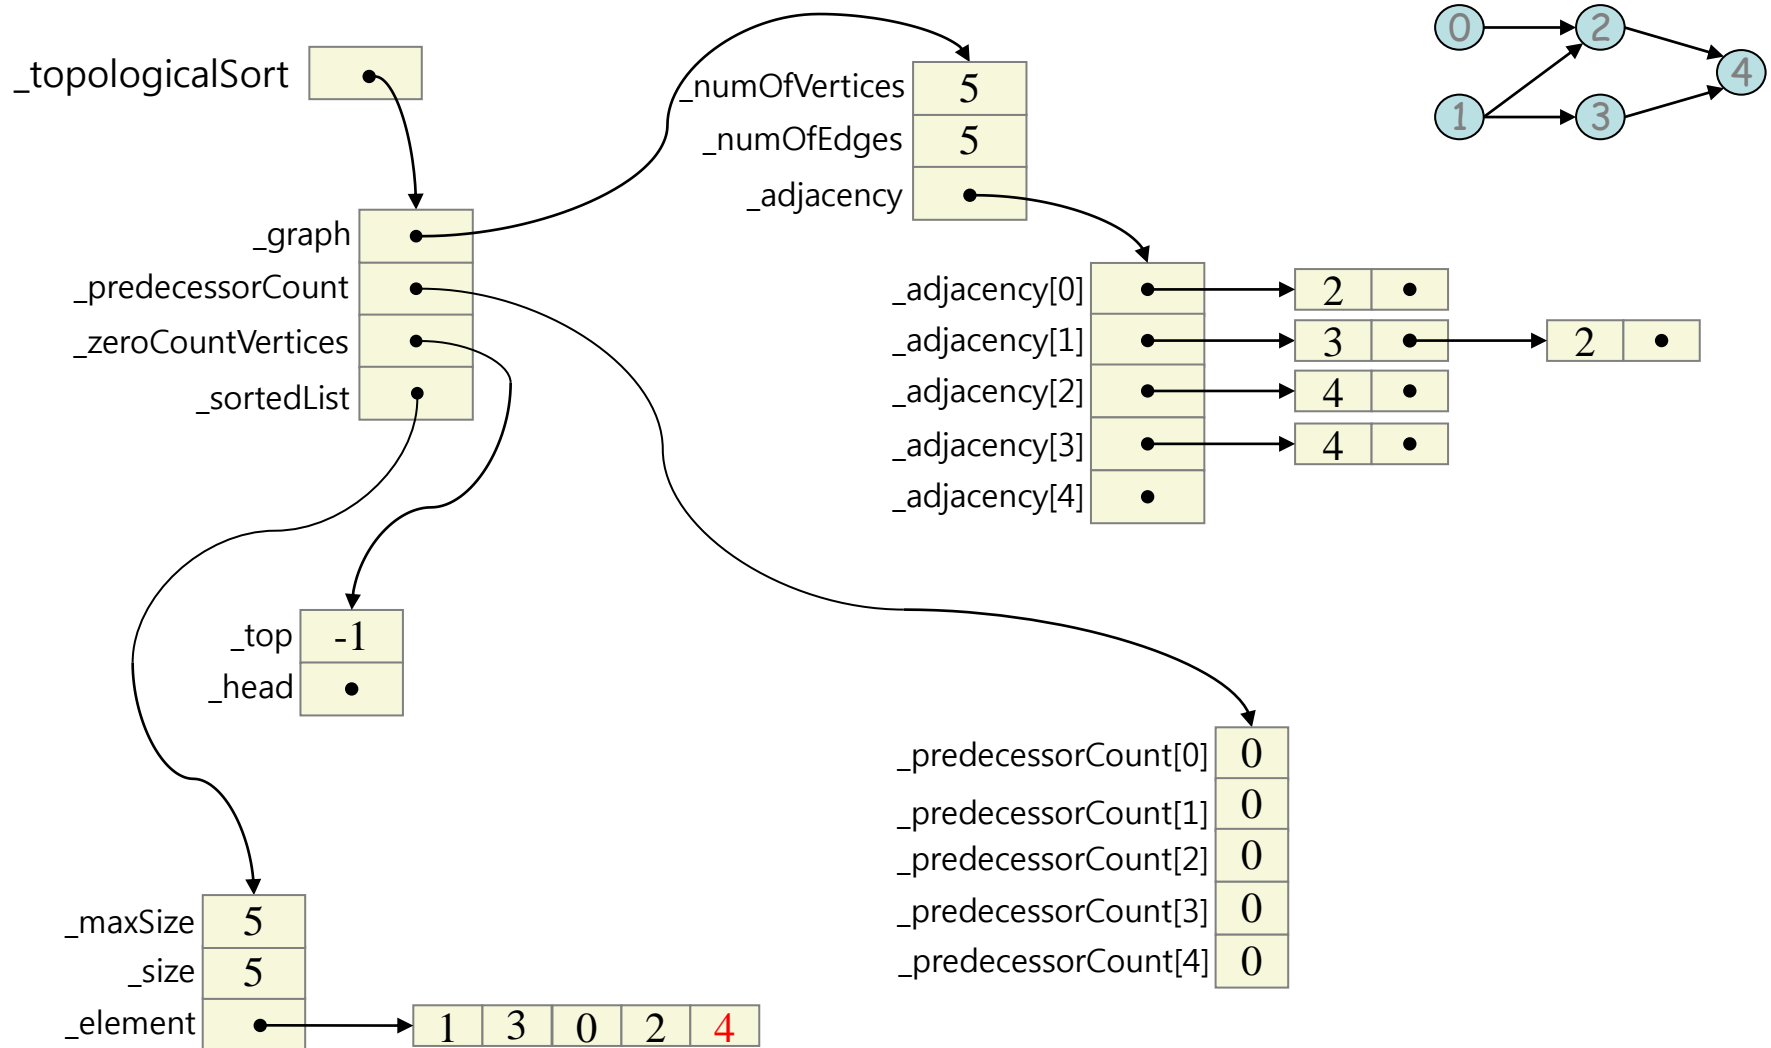 _topologicalSort
_numOfVertices 5
_numOfEdges 5
_adjacency
0 2
4
1 3
_graph
_predecessorCount
_zeroCountVertices
_sortedList
_adjacency[0] 2
_adjacency[1] 3 2
_adjacency[2] 4
_adjacency[3] 4
_adjacency[4]
_top -1
_head
_predecessorCount[0] 0
_predecessorCount[1] 0
_predecessorCount[2] 0
_predecessorCount[3] 0
_predecessorCount[4] 0
_maxSize 5
_size 5
_element 1 3 0 2 4